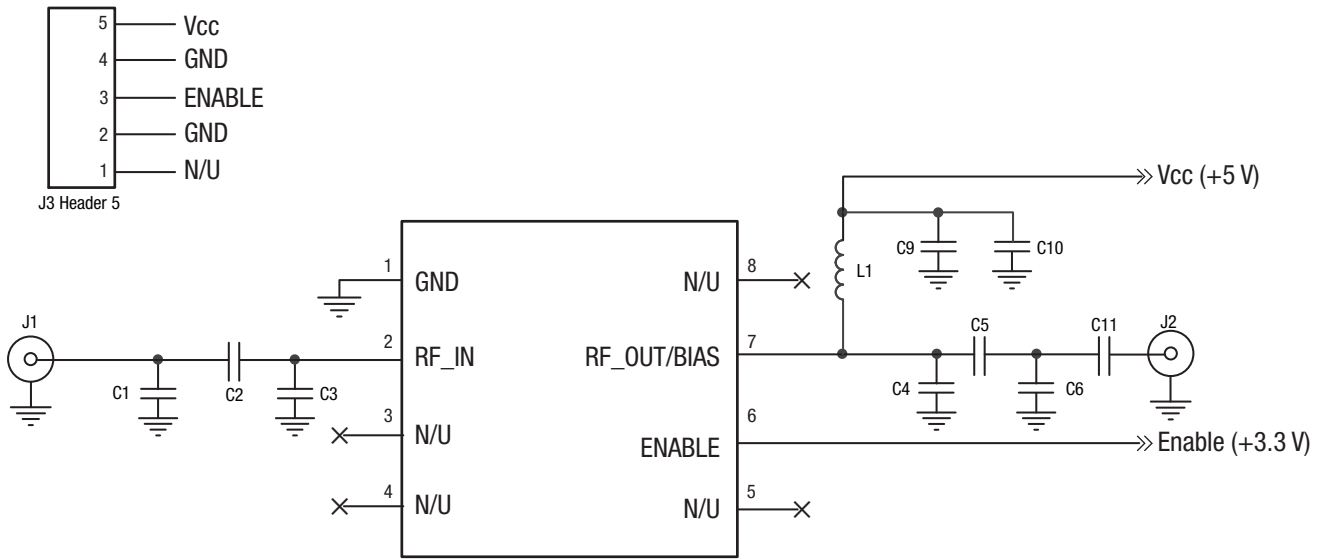 5 Vcc
4 GND
3 ENABLE
2 GND
1 N/U
J3 Header 5
Vcc (+5 V)
C9
C10
L1
1
GND
N/U
8
J1
2
RF_IN
RF_OUT/BIAS
7
C5
C11
J2
C1
C2
C3
C4
C6
3
N/U
6
ENABLE
Enable (+3.3 V)
4
N/U
N/U
5